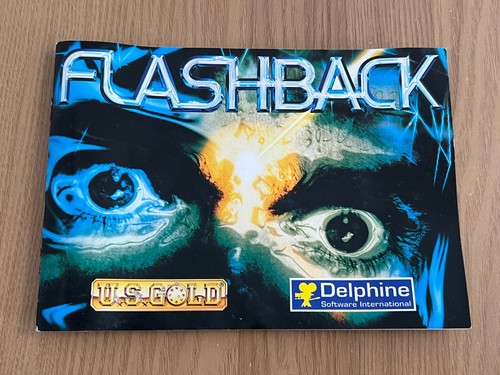 FLASHBACK
U.S.GOLD
Delphine
Software International